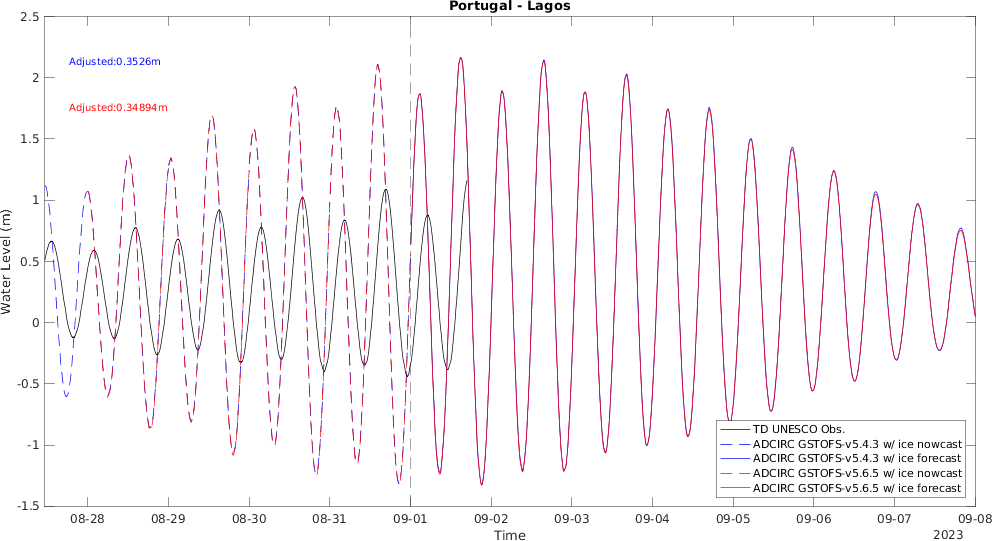 Portugal - Lagos
2.5
2
1.5
1
0.5
0
-0.5
-1
-1.5
Water Level (m)
Adjusted:0.3526m
Adjusted:0.34894m
TD UNESCO Obs.
ADCIRC GSTOFS-v5.4.3 w/ ice nowcast
ADCIRC GSTOFS-v5.4.3 w/ ice forecast
ADCIRC GSTOFS-v5.6.5 w/ ice nowcast
ADCIRC GSTOFS-v5.6.5 w/ ice forecast
08-28 08-29 08-30 08-31 09-01 09-02 09-03 09-04 09-05 09-06 09-07 09-08
Time
2023